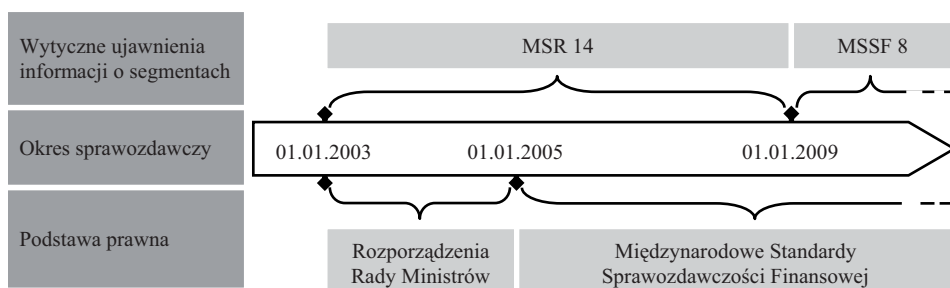 Wytyczne ujawnienia
informacji o segmentach
MSR 14
MSSF 8
Okres sprawozdawczy
01.01.2003
01.01.2005
01.01.2009
Podstawa prawna
Rozporządzenia
Rady Ministrów
Międzynarodowe Standardy
Sprawozdawczości Finansowej